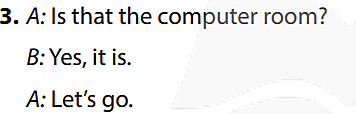 3. A: Is that the computer room?
B: Yes, it is.
A: Let's go.